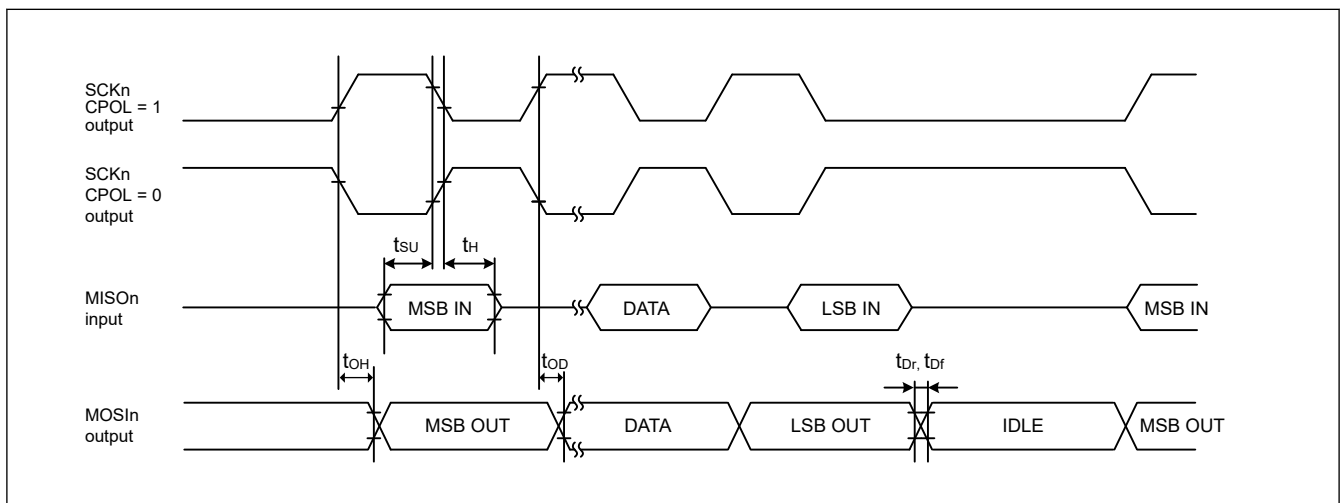 SCKn
CPOL = 1
output
SCKn
CPOL = 0
output
tSU
tH
MISOn
input
MSB IN
DATA
LSB IN
MSB IN
tOH
tOD
tDr, tDf
MOSIn
output
MSB OUT
DATA
LSB OUT
IDLE
MSB OUT